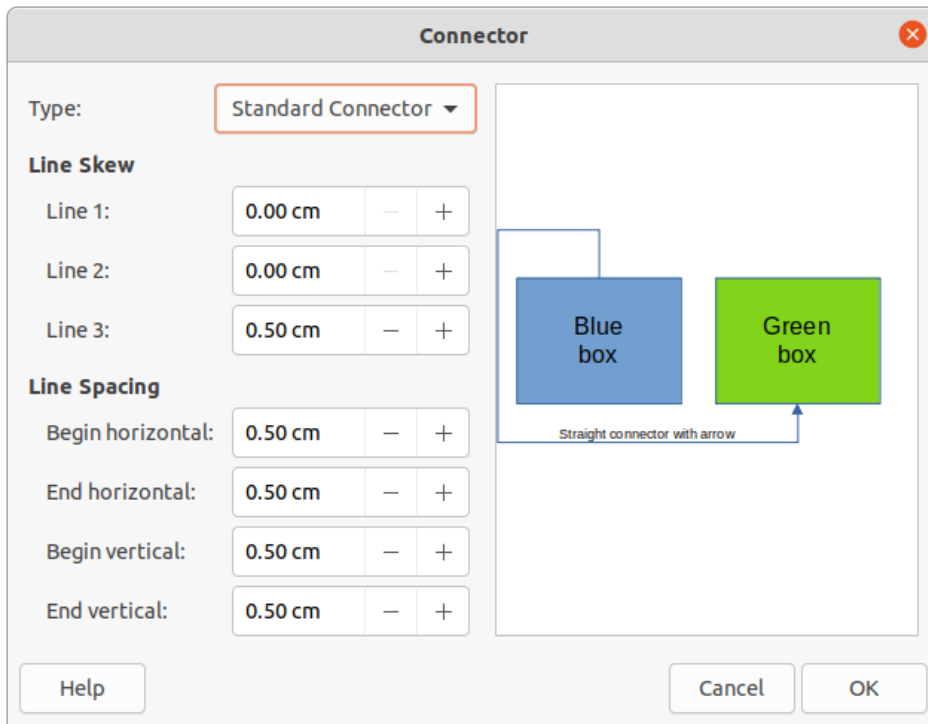 Connector
Type: Standard Connector
Line Skew
Line 1: 0.00 cm
Line 2: 0.00 cm
Line 3: 0.50 cm
Line Spacing
Begin horizontal: 0.50 cm
End horizontal: 0.50 cm
Begin vertical: 0.50 cm
End vertical: 0.50 cm
Blue
box
Green
box
Straight connector with arrow
Help
Cancel
OK